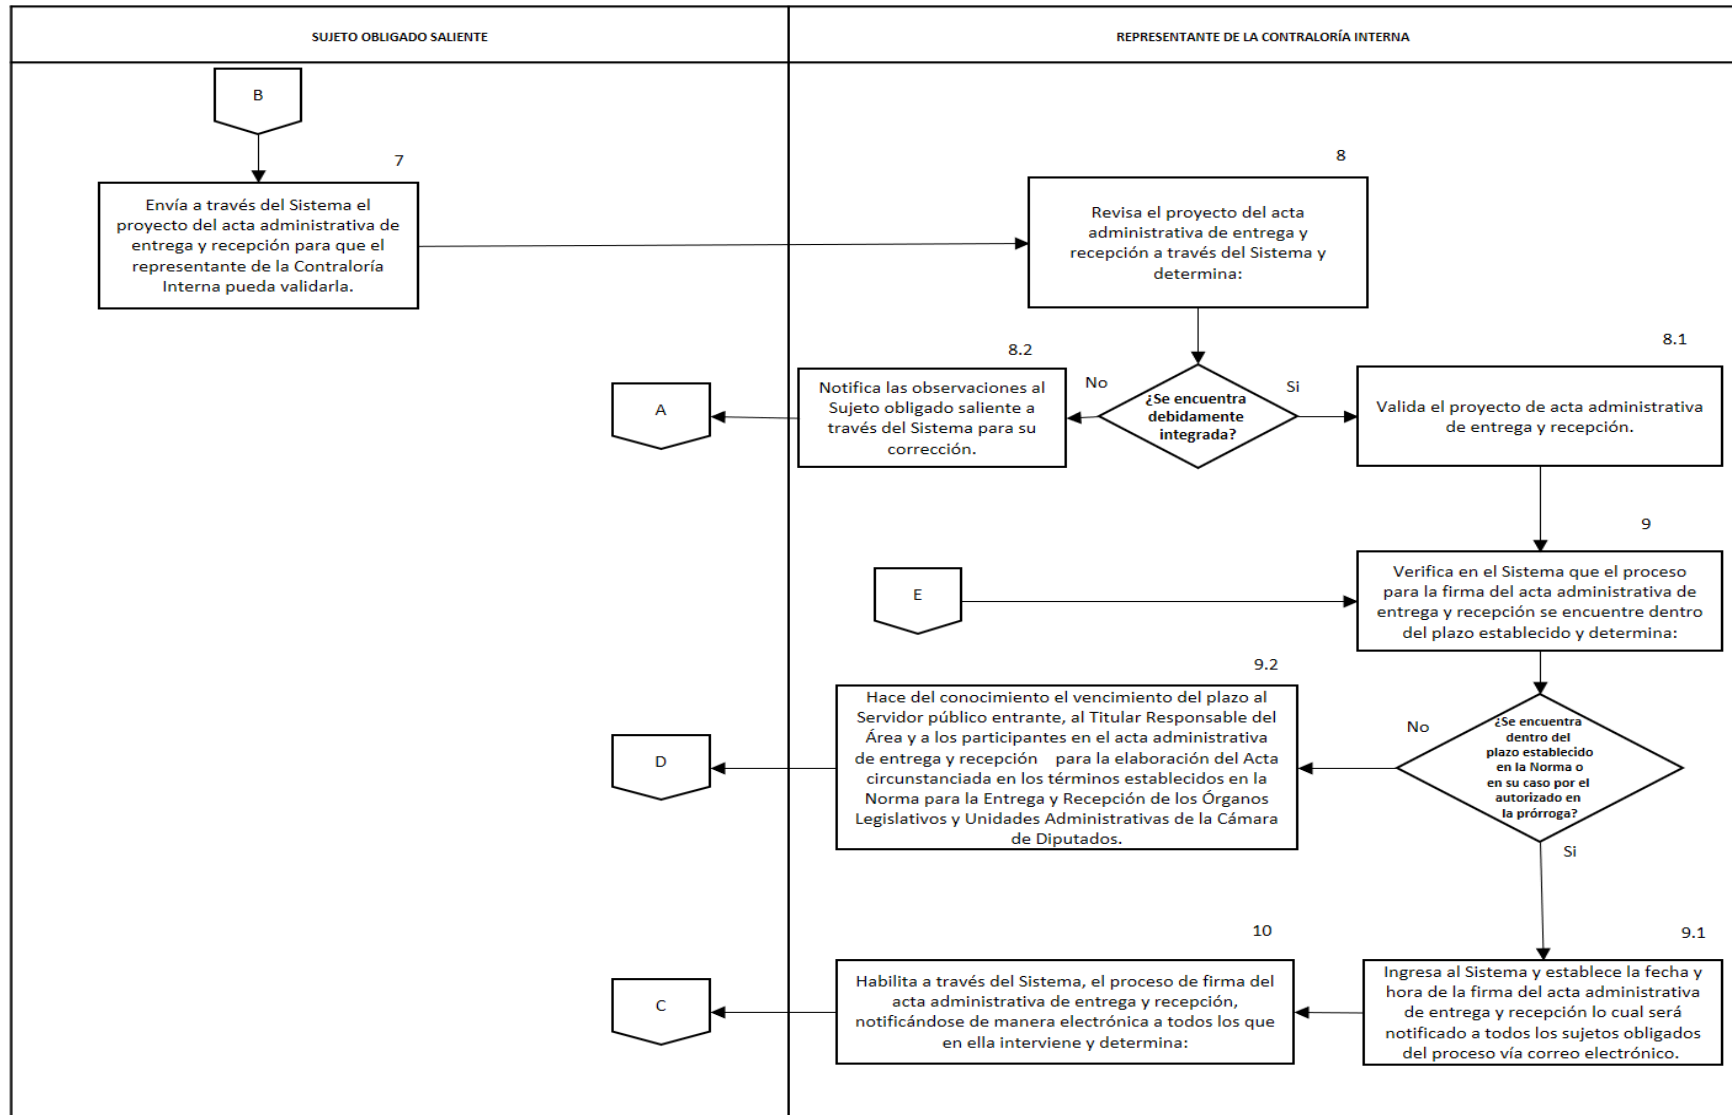 SUJETO OBLIGADO SALIENTE
REPRESENTANTE DE LA CONTRALORÍA INTERNA
B
7
Envía a través del Sistema el
proyecto del acta administrativa de
entrega y recepción para que el
representante de la Contraloría
Interna pueda validarla.
8
Revisa el proyecto del acta
administrativa de entrega y
recepción a través del Sistema y
determina:
¿Se encuentra
debidamente
integrada?
No
Si
8.2
Notifica las observaciones al
Sujeto obligado saliente a
través del Sistema para su
corrección.
A
8.1
Valida el proyecto de acta administrativa
de entrega y recepción.
9
Verifica en el Sistema que el proceso
para la firma del acta administrativa de
entrega y recepción se encuentre dentro
del plazo establecido y determina:
E
¿Se encuentra
dentro del
plazo establecido
en la Norma o
en su caso por el
autorizado en
la prórroga?
No
Si
9.2
Hace del conocimiento el vencimiento del plazo al
Servidor público entrante, al Titular Responsable del
Área y a los participantes en el acta administrativa
de entrega y recepción para la elaboración del Acta
circunstanciada en los términos establecidos en la
Norma para la Entrega y Recepción de los Órganos
Legislativos y Unidades Administrativas de la Cámara
de Diputados.
D
9.1
Ingresa al Sistema y establece la fecha y
hora de la firma del acta administrativa
de entrega y recepción lo cual será
notificado a todos los sujetos obligados
del proceso vía correo electrónico.
10
Habilita a través del Sistema, el proceso de firma del
acta administrativa de entrega y recepción,
notificándose de manera electrónica a todos los que
en ella interviene y determina:
C